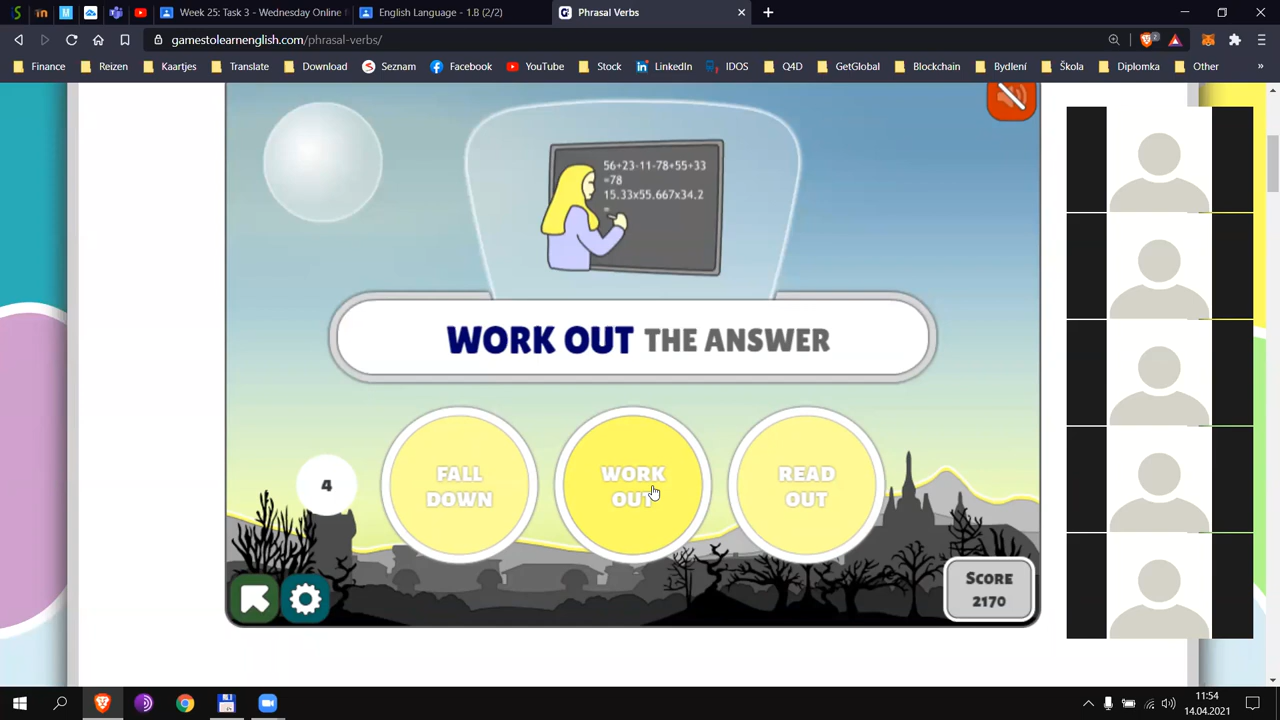 Week 25: Task 3 - Wednesday Online
English Language - 1.B (2/2)
Phrasal Verbs
gamestolearnenglish.com/phrasal-verbs/
2
Finance
Reizen
Kaartjes
Translate
Download
Seznam
Facebook
YouTube
Stock
LinkedIn
IDOS
Q4D
GetGlobal
Blockchain
Bydlení
Škola
Diplomka
Other
»
56+23-11-78+55+33
=78
15.33x55.667x34.2
=
WORK OUT THE ANSWER
4
FALL
DOWN
WORK
OUT
READ
OUT
SCORE
2170
11:54
14.04.2021